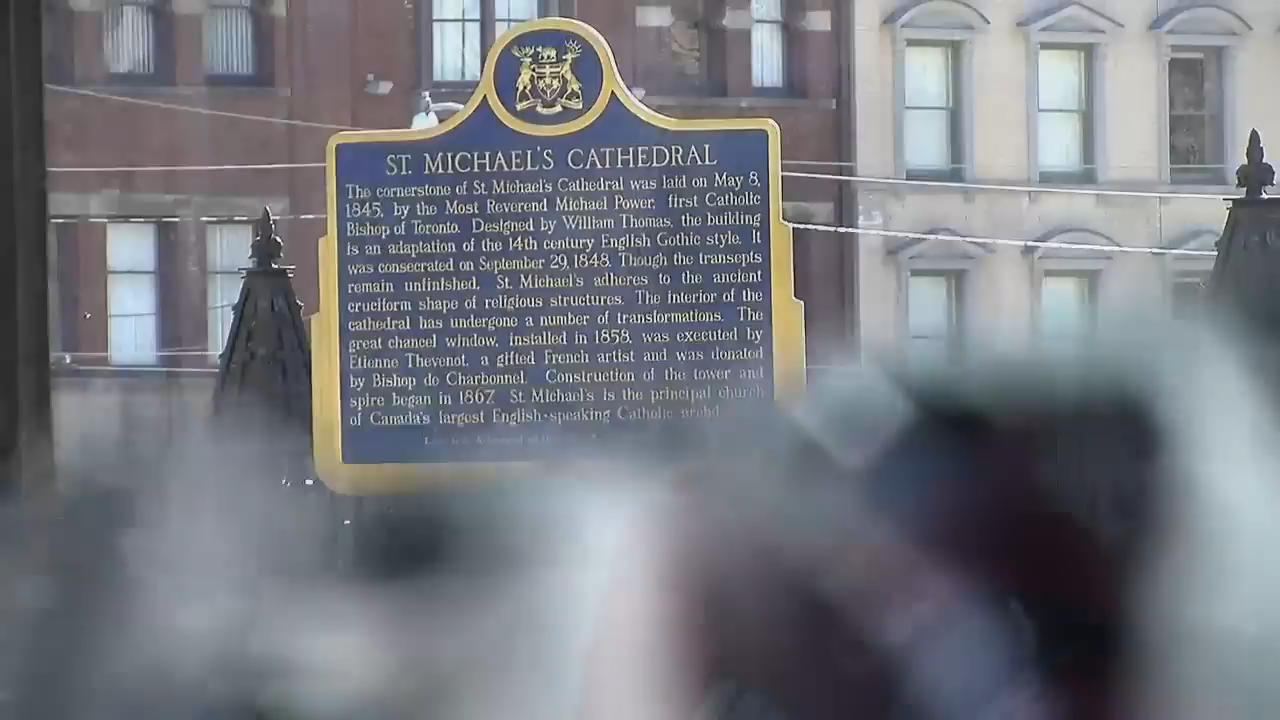 ST. MICHAEL'S CATHEDRAL
The cornerstone of St. Michael's Cathedral was laid on May 8,
1845, by the Most Reverend Michael Power, first Catholic
Bishop of Toronto. Designed by William Thomas, the building
is an adaptation of the 14th century English Gothic style. It
was consecrated on September 29, 1848. Though the transepts
remain unfinished, St. Michael's adheres to the ancient
cruciform shape of religious structures. The interior of the
cathedral has undergone a number of transformations. The
great chancel window, installed in 1858, was executed by
Etienne Thevenot, a gifted French artist and was donated
by Bishop de Charbonnel. Construction of the tower and
spire began in 1867. St. Michael's is the principal church
of Canada's largest English-speaking Catholic